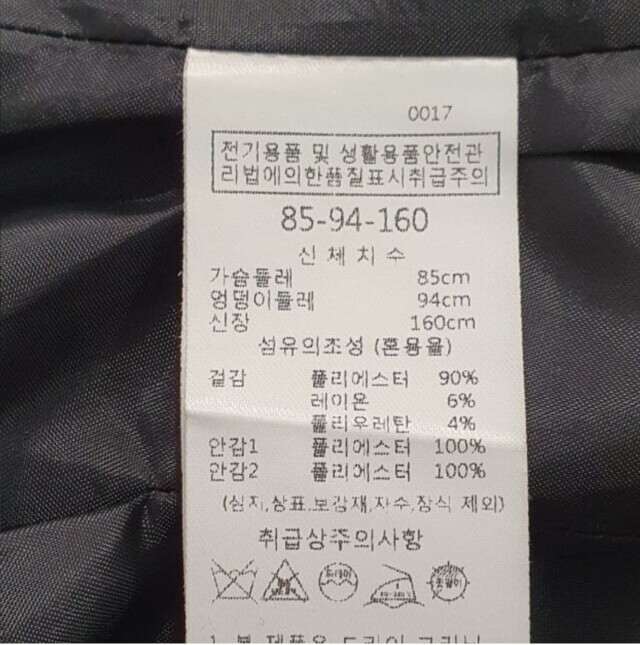 0017
전기용품 및 생활용품안전관
리법에의한품질표시취급주의
85-94-160
신체치수
가슴둘레 85cm
엉덩이둘레 94cm
신장 160cm
섬유의조성 (혼용율)
겉감 폴리에스터 90%
레이온 6%
폴리우레탄 4%
안감1 폴리에스터 100%
안감2 폴리에스터 100%
(심지,상표,보강재,자수,장식 제외)
취급상주의사항
드라이